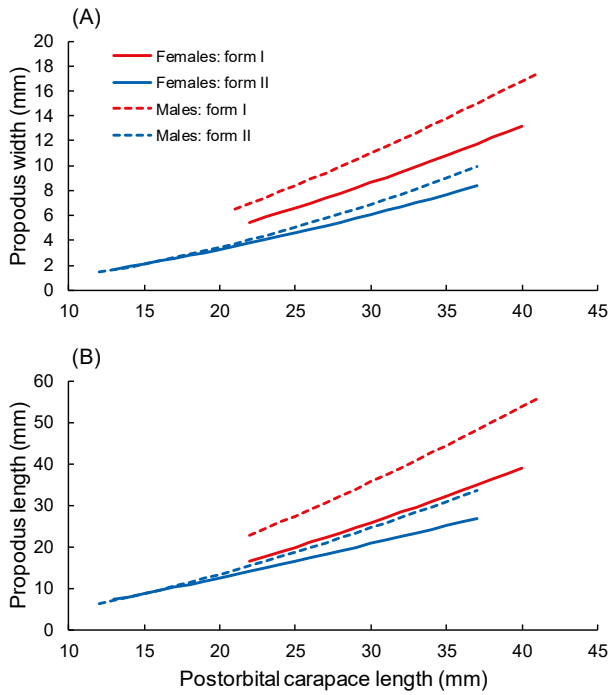 (A)
20
18
16
14
12
10
8
6
4
2
0
Propodus width (mm)
Females: form I
Females: form II
Males: form I
Males: form II
10 15 20 25 30 35 40 45
(B)
60
50
40
30
20
10
0
Propodus length (mm)
10 15 20 25 30 35 40 45
Postorbital carapace length (mm)